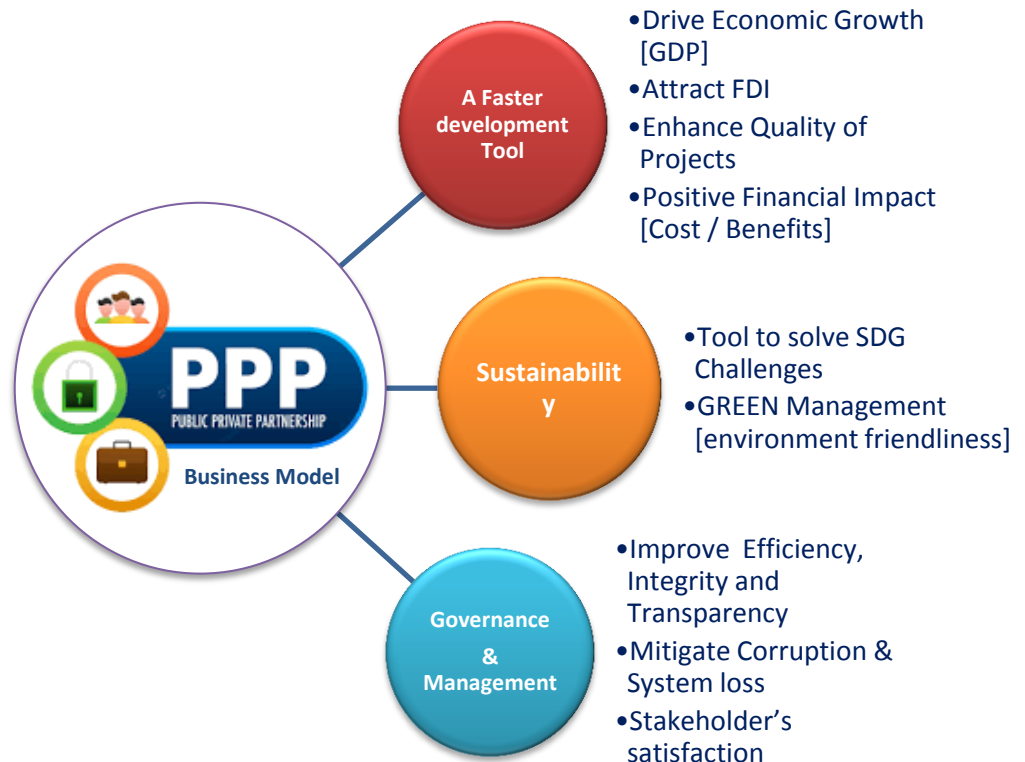 PPP
PUBLIC PRIVATE PARTNERSHIP
Business Model
A Faster
development
Tool
•Drive Economic Growth
[GDP]
•Attract FDI
•Enhance Quality of
Projects
•Positive Financial Impact
[Cost / Benefits]
Sustainabilit
y
•Tool to solve SDG
Challenges
•GREEN Management
[environment friendliness]
Governance
&
Management
•Improve Efficiency,
Integrity and
Transparency
•Mitigate Corruption &
System loss
•Stakeholder’s
satisfaction